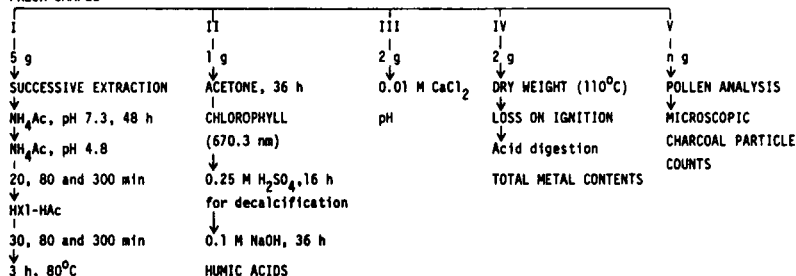 FRESH SAMPLE
I II III IV V
5 g 1 g 2 g 2 g n g
SUCCESSIVE EXTRACTION ACETONE, 36 h 0.01 M CaCl2 DRY WEIGHT (110°C) POLLEN ANALYSIS
NH4Ac, pH 7.3, 48 h CHLOROPHYLL pH LOSS ON IGNITION MICROSCOPIC
NH4Ac, pH 4.8 (670.3 nm) Acid digestion CHARCOAL PARTICLE
20, 80 and 300 min 0.25 M H2SO4,16 h TOTAL METAL CONTENTS COUNTS
HXl-HAc for decalcification
30, 80 and 300 min 0.1 M NaOH, 36 h
3 h, 80°C HUMIC ACIDS